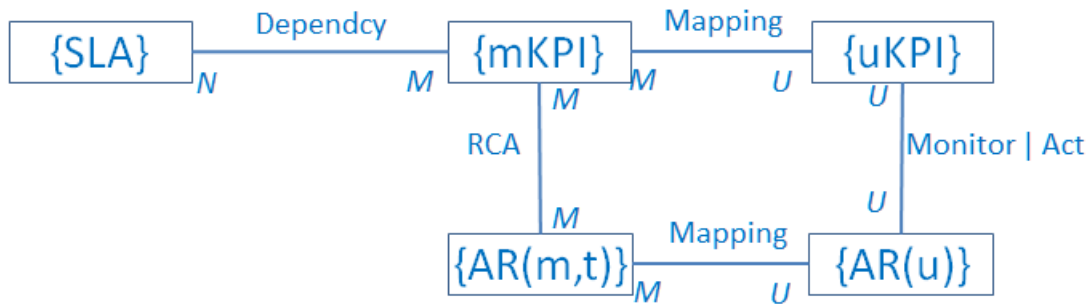 Dependcy
Mapping
{SLA}
{mKPI}
{uKPI}
N
M
M
U
M
U
RCA
Monitor | Act
M
U
Mapping
{AR(m,t)}
{AR(u)}
M
U